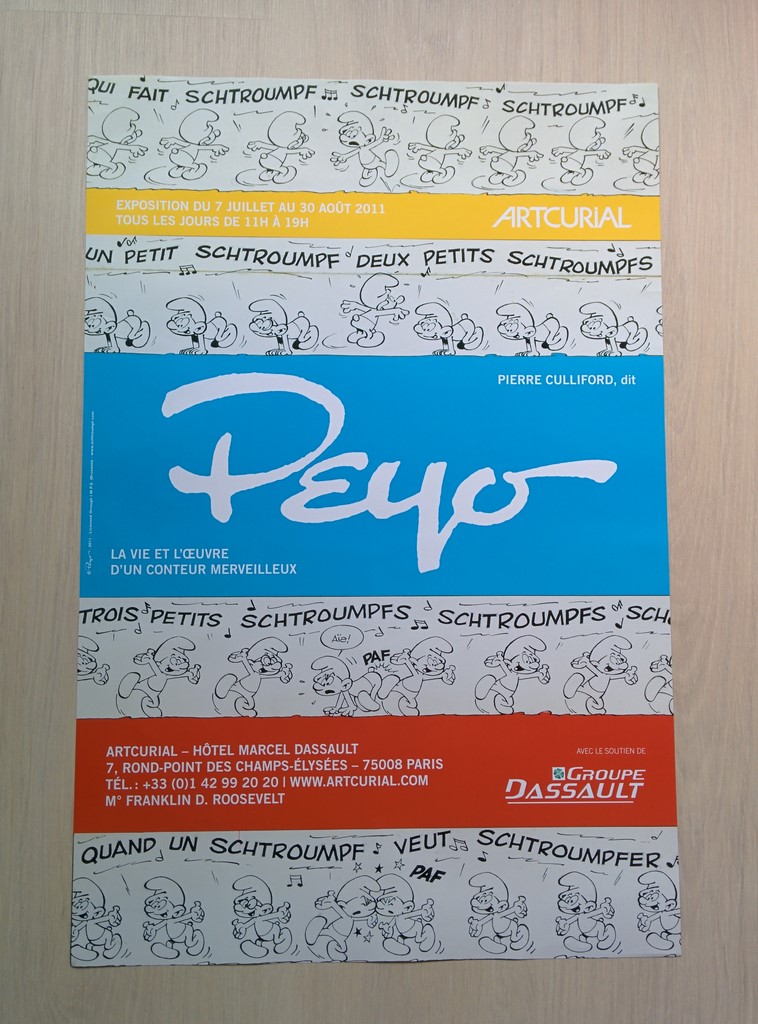 QUI FAIT SCHTROUMPF SCHTROUMPF SCHTROUMPF
EXPOSITION DU 7 JUILLET AU 30 AOÛT 2011
TOUS LES JOURS DE 11H À 19H
ARTCURIAL
UN PETIT SCHTROUMPF DEUX PETITS SCHTROUMPFS
PIERRE CULLIFORD, dit
Peyo
LA VIE ET L'ŒUVRE
D'UN CONTEUR MERVEILLEUX
TROIS PETITS SCHTROUMPFS SCHTROUMPFS SCH
Aïe!
PAF
ARTCURIAL – HÔTEL MARCEL DASSAULT
7, ROND-POINT DES CHAMPS-ÉLYSÉES – 75008 PARIS
TÉL. : +33 (0)1 42 99 20 20 | WWW.ARTCURIAL.COM
M° FRANKLIN D. ROOSEVELT
AVEC LE SOUTIEN DE
GROUPE
DASSAULT
QUAND UN SCHTROUMPF VEUT SCHTROUMPFER
PAF